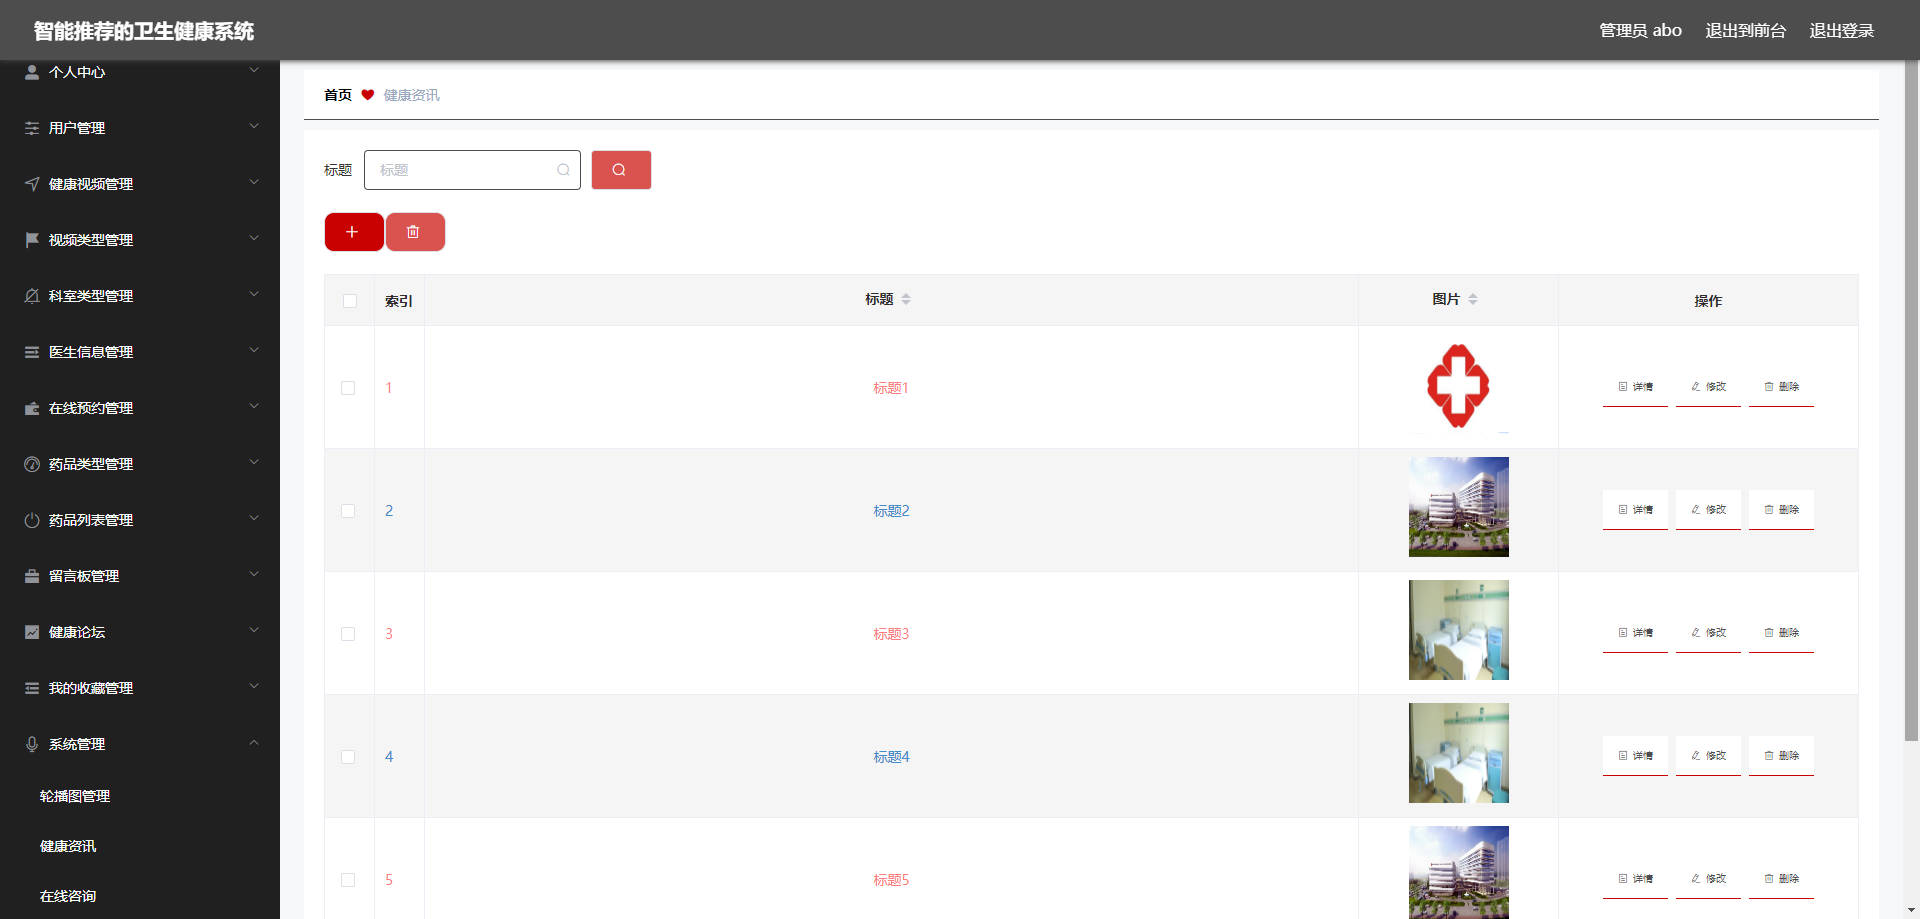 智能推荐的卫生健康系统
管理员 abo 退出到前台 退出登录
个人中心
用户管理
健康视频管理
视频类型管理
科室类型管理
医生信息管理
在线预约管理
药品类型管理
药品列表管理
留言板管理
健康论坛
我的收藏管理
系统管理
轮播图管理
健康资讯
在线咨询
首页 健康资讯
标题 标题
索引 标题 图片 操作
1 标题1 详情 修改 删除
2 标题2 详情 修改 删除
3 标题3 详情 修改 删除
4 标题4 详情 修改 删除
5 标题5 详情 修改 删除